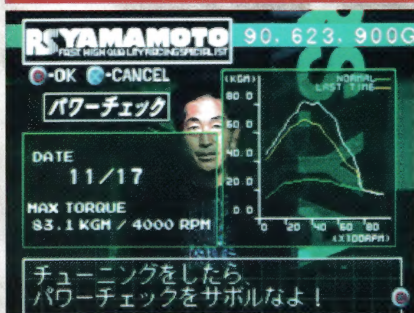 RS YAMAMOTO 90.623.900G
FAST HIGH QUALITY RACING SPECIALIST
-OK -CANCEL
パワーチェック
DATE
11/17
MAX TORQUE
83.1 KGM / 4000 RPM
(KGM)
NORMAL
LAST TIME
80.0
60.0
40.0
20.0
0.0
0 20 40 60 80
(X100RPM)
チューニングをしたら
パワーチェックをサボルなよ！